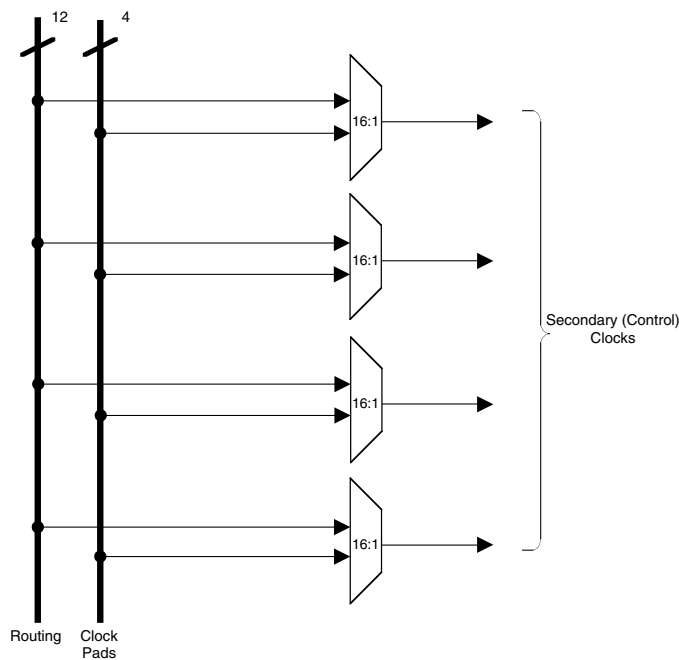 12
4
16:1
16:1
Secondary (Control)
Clocks
16:1
16:1
Routing
Clock
Pads